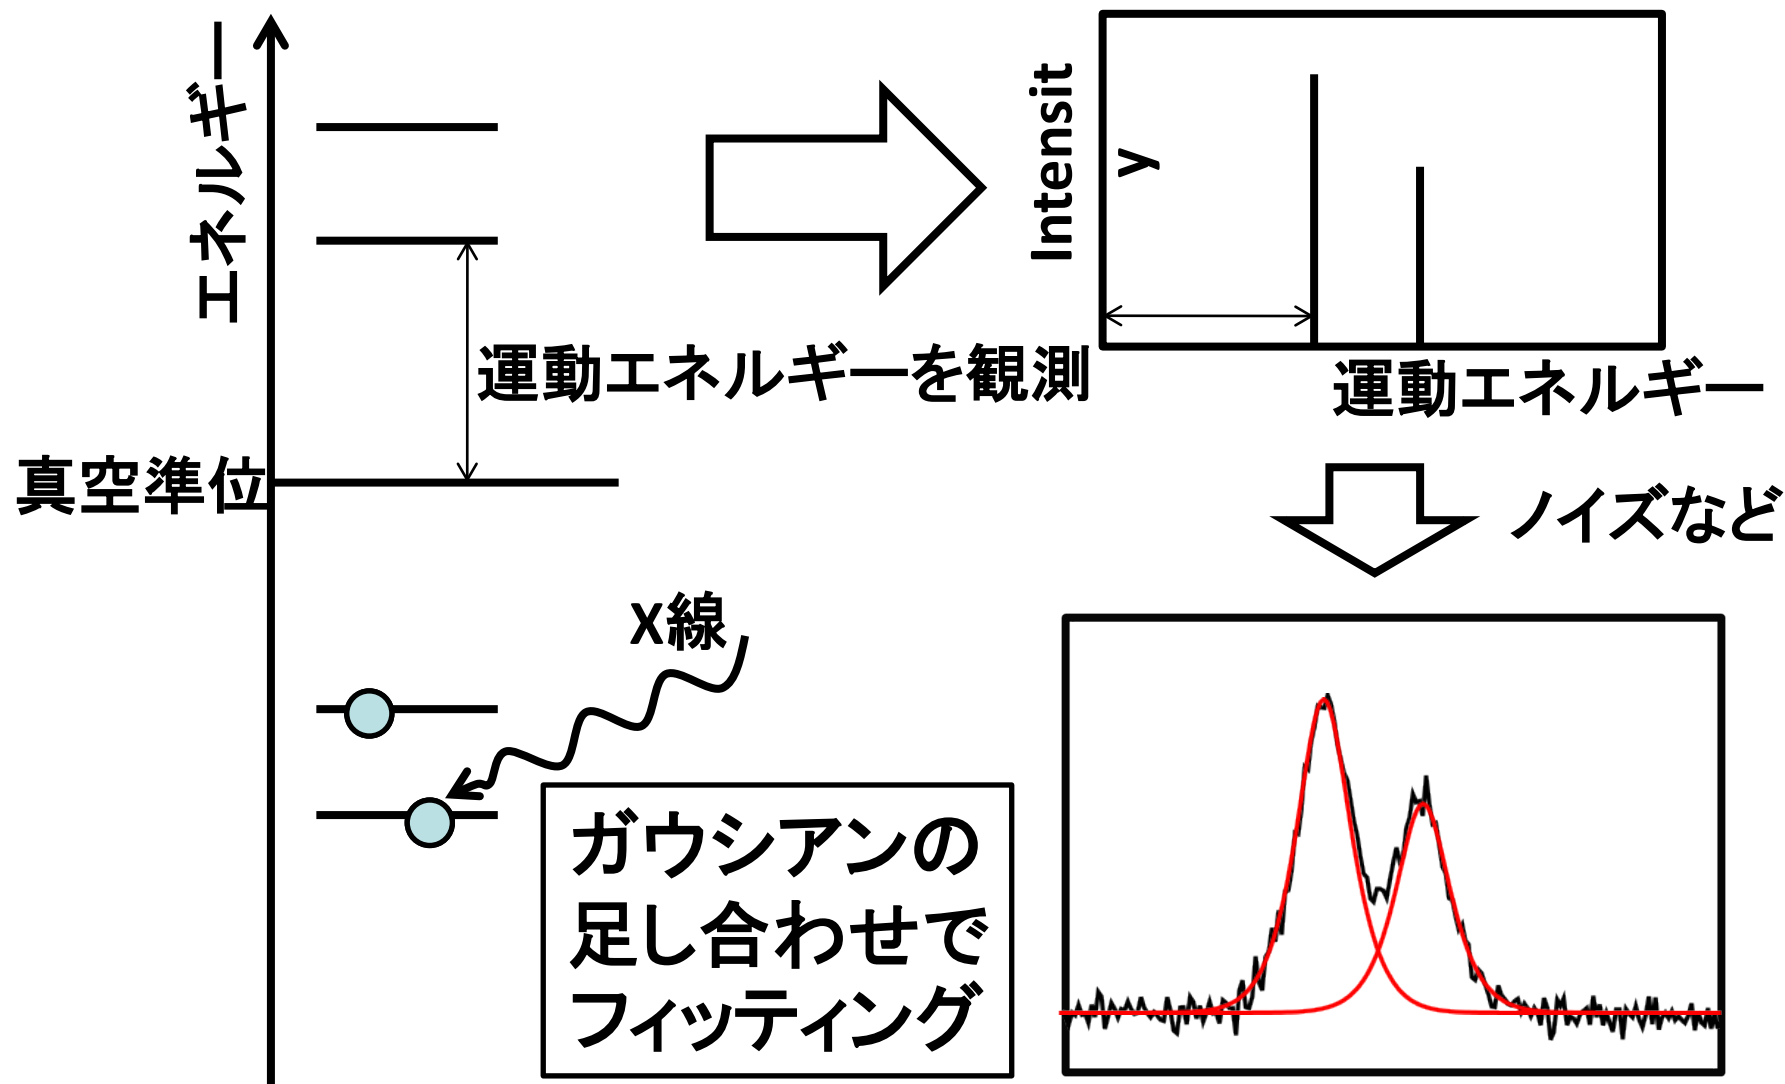 エネルギー
Intensit
y
運動エネルギーを観測
運動エネルギー
真空準位
ノイズなど
X線
ガウシアンの
足し合わせで
フィッティング